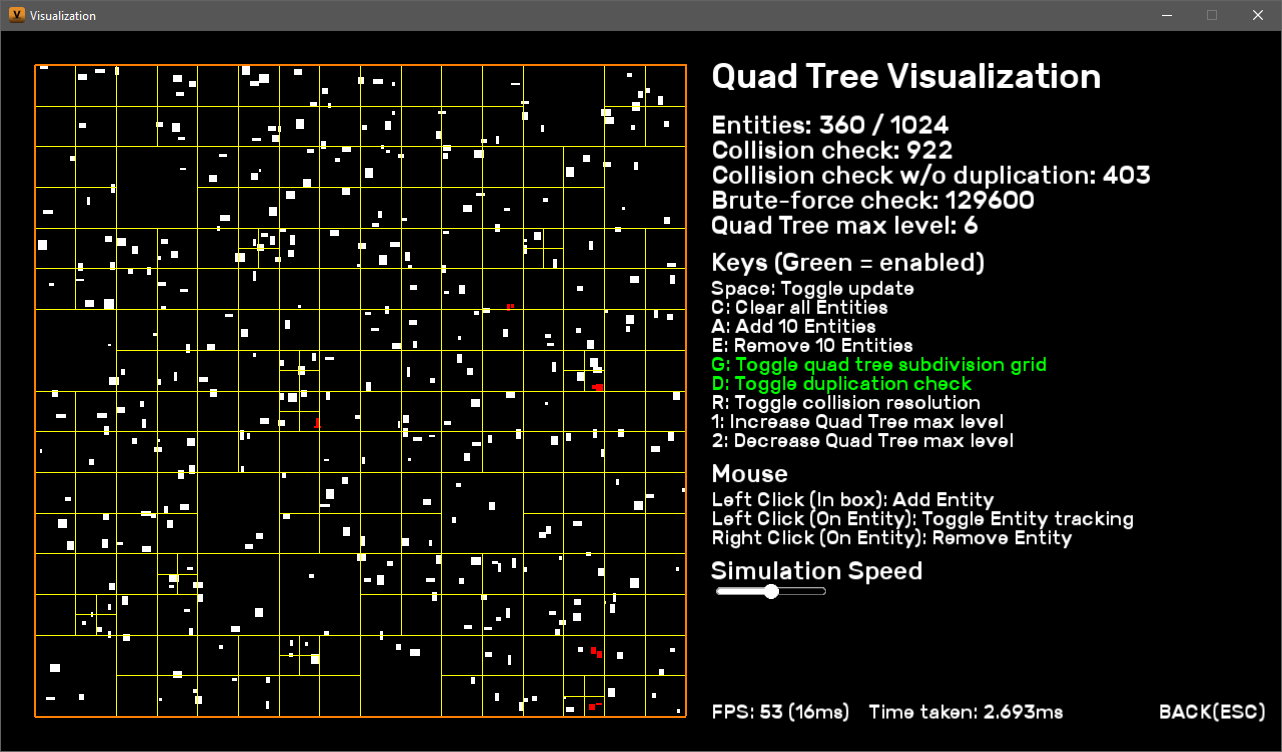 Visualization
Quad Tree Visualization
Entities: 360 / 1024
Collision check: 922
Collision check w/o duplication: 403
Brute-force check: 129600
Quad Tree max level: 6
Keys (Green = enabled)
Space: Toggle update
C: Clear all Entities
A: Add 10 Entities
E: Remove 10 Entities
G: Toggle quad tree subdivision grid
D: Toggle duplication check
R: Toggle collision resolution
1: Increase Quad Tree max level
2: Decrease Quad Tree max level
Mouse
Left Click (In box): Add Entity
Left Click (On Entity): Toggle Entity tracking
Right Click (On Entity): Remove Entity
Simulation Speed
FPS: 53 (16ms) Time taken: 2.693ms BACK(ESC)